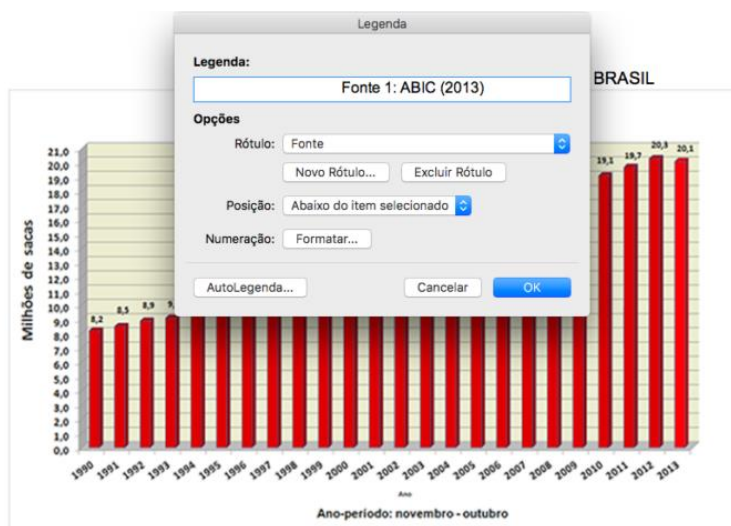 Legenda
Legenda:
Fonte 1: ABIC (2013)
BRASIL
Opções
Rótulo: Fonte
Novo Rótulo... Excluir Rótulo
Posição: Abaixo do item selecionado
Numeração: Formatar...
AutoLegenda... Cancelar OK
Milhões de sacas
21,0
20,0
19,0
18,0
17,0
16,0
15,0
14,0
13,0
12,0
11,0
10,0
9,0
8,0
7,0
6,0
5,0
4,0
3,0
2,0
1,0
0,0
8,2 8,5 8,9 9, 19,1 19,7 20,3 20,1
1990 1991 1992 1993 1994 1995 1996 1997 1998 1999 2000 2001 2002 2003 2004 2005 2006 2007 2008 2009 2010 2011 2012 2013
Ano
Ano-periodo: novembro - outubro